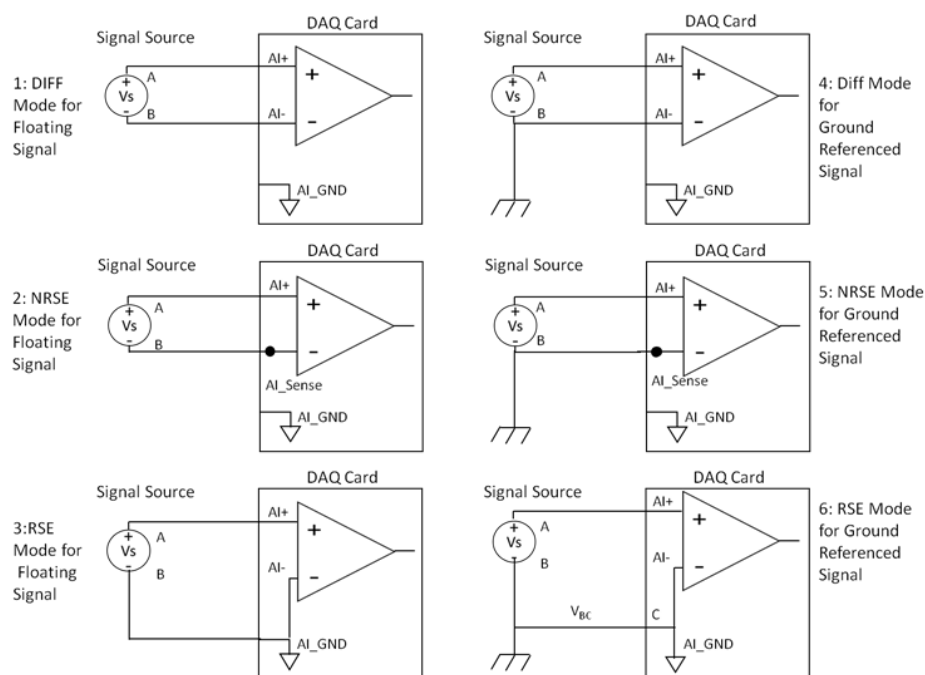 DAQ Card
Signal Source
1: DIFF
Mode for
Floating
Signal
+
Vs
-
A
B
AI+
AI-
+
−
AI_GND
DAQ Card
Signal Source
+
Vs
-
A
B
AI+
AI-
+
−
AI_GND
4: Diff Mode
for
Ground
Referenced
Signal
DAQ Card
Signal Source
2: NRSE
Mode for
Floating
Signal
+
Vs
-
A
B
AI+
+
−
AI_Sense
AI_GND
DAQ Card
Signal Source
+
Vs
-
A
B
AI+
+
−
AI_Sense
AI_GND
5: NRSE Mode
for Ground
Referenced
Signal
DAQ Card
Signal Source
3:RSE
Mode for
Floating
Signal
+
Vs
-
A
B
AI+
AI-
+
−
AI_GND
DAQ Card
Signal Source
+
Vs
-
A
B
AI+
AI-
+
−
VBC
C
AI_GND
6: RSE Mode
for Ground
Referenced
Signal